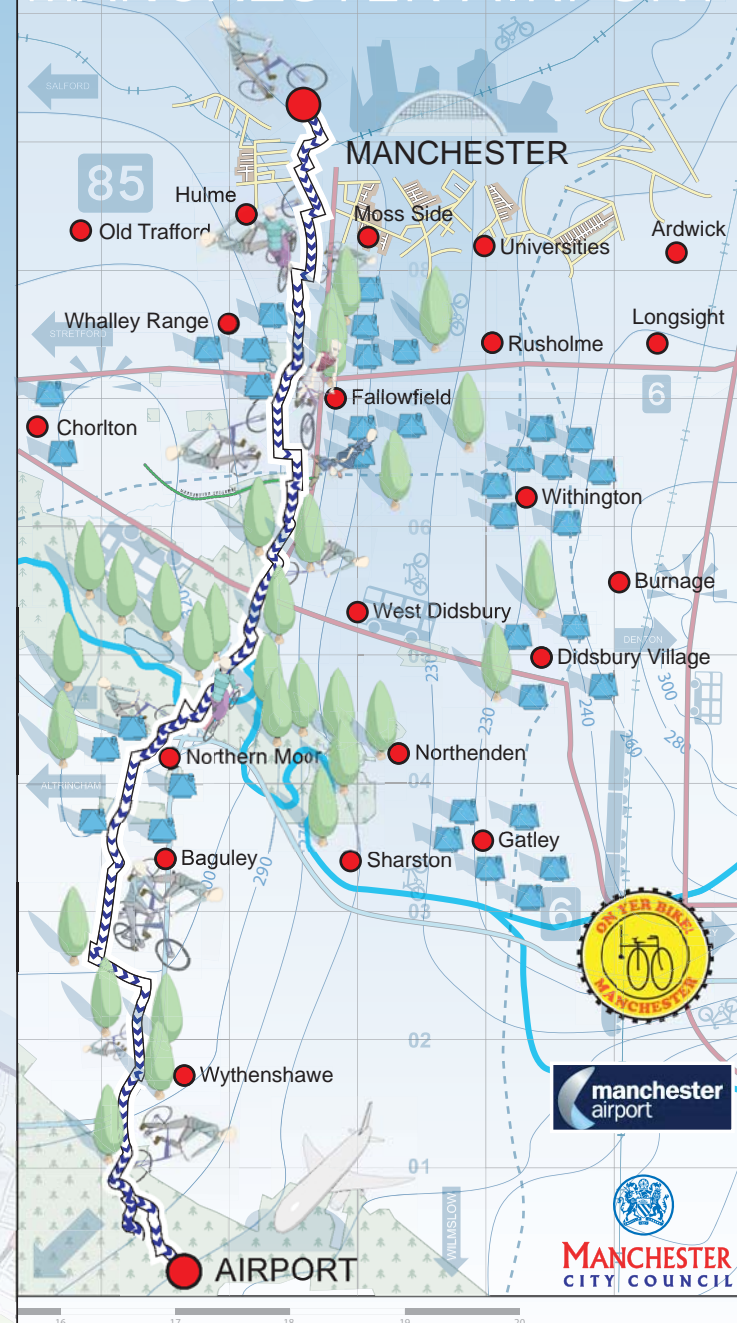 SALFORD
MANCHESTER
85
Hulme
Moss Side
Old Trafford
Universities
Ardwick
08
Whalley Range
STRETFORD
Rusholme
Longsight
6
Fallowfield
Chorlton
Withington
06
Burnage
West Didsbury
DENTON
Didsbury Village
230
240
260
280
300
Northern Moor
Northenden
ALTRINCHAM
04
Gatley
Baguley
Sharston
290
03
6
ON YER BIKE!
MANCHESTER
02
Wythenshawe
manchester
airport
01
WILMSLOW
AIRPORT
MANCHESTER
CITY COUNCIL
16
17
18
19
20